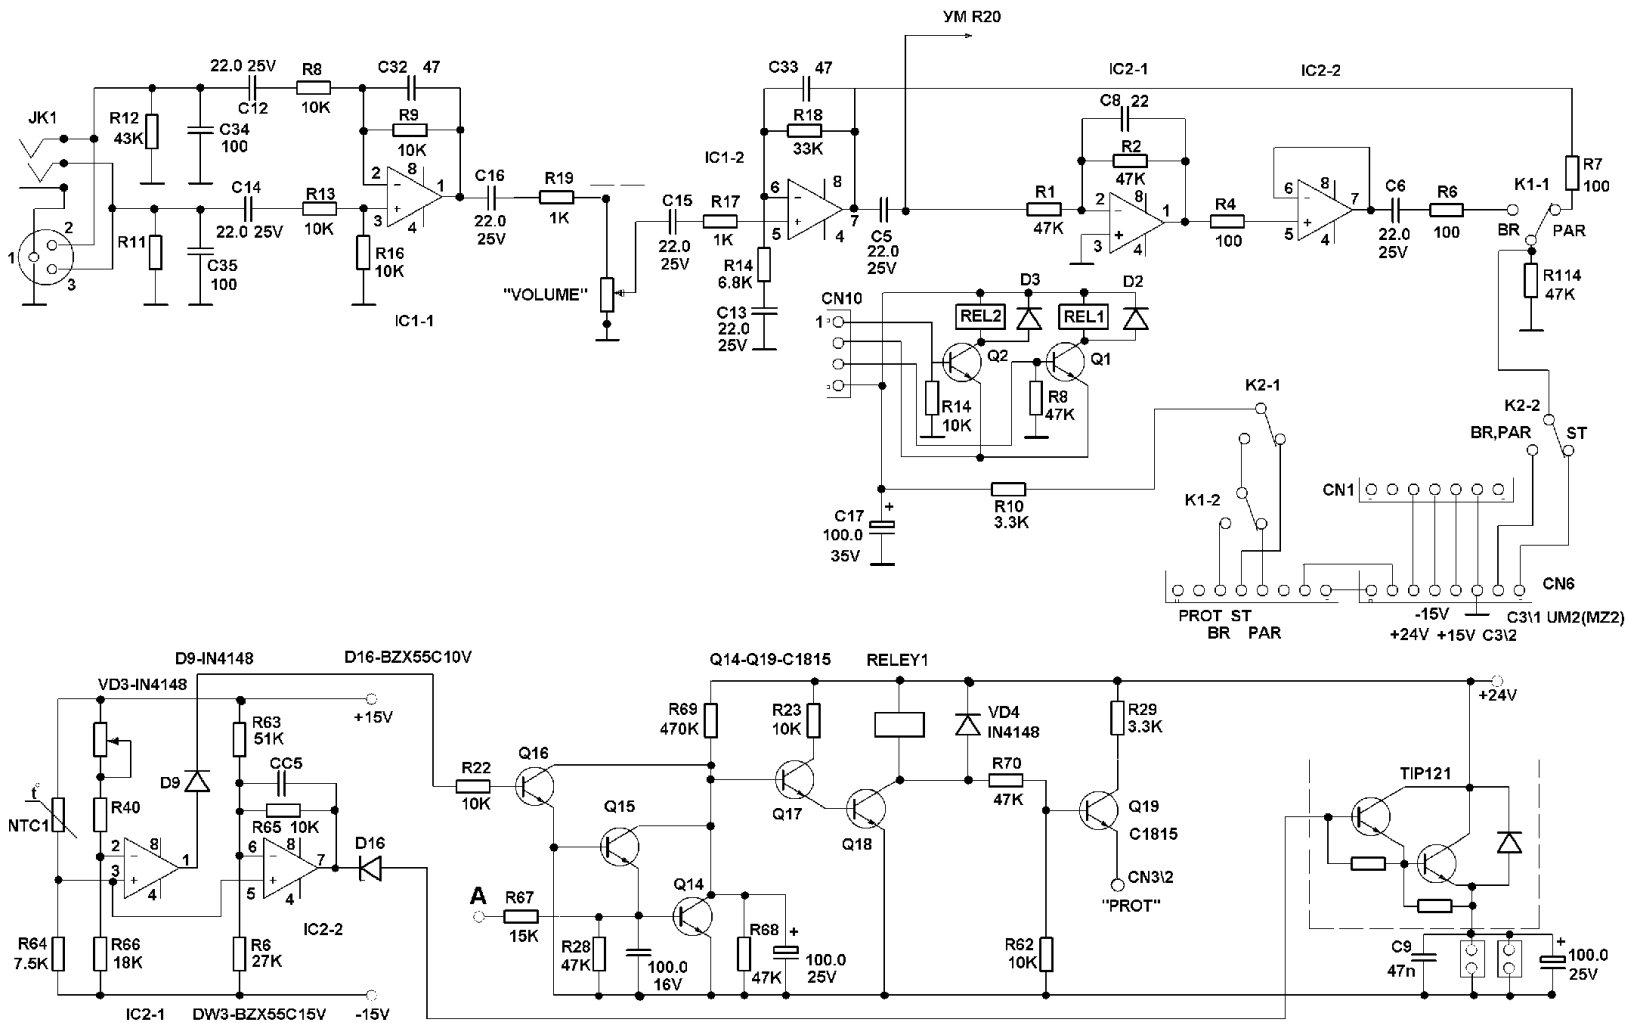 УМ R20
22.0 25V
R8
10K
C12
C32 47
R9
10K
JK1
R12
43K
C34
100
2
8
1
3
4
C14
22.0 25V
R13
10K
R11
C35
100
R16
10K
IC1-1
2
1
3
C16
22.0
25V
R19
1K
"VOLUME"
C15
22.0
25V
R17
1K
IC1-2
C33 47
R18
33K
6
8
5
7
4
R14
6.8K
C13
22.0
25V
C5
22.0
25V
IC2-1
C8 22
R2
47K
R1
47K
2
8
1
3
4
R4
100
IC2-2
6
8
7
5
4
C6
22.0
25V
R6
100
K1-1
BR
PAR
R7
100
R114
47K
CN10
1
REL2
D3
REL1
D2
Q2
Q1
R14
10K
R8
47K
C17
+
100.0
35V
R10
3.3K
K2-1
K1-2
K2-2
BR,PAR
ST
CN1
CN6
PROT ST
BR PAR
-15V
+24V +15V C3\2
C3\1 UM2(MZ2)
D9-IN4148
D16-BZX55C10V
VD3-IN4148
+15V
R63
51K
CC5
R65 10K
D9
t°
NTC1
R40
2
8
1
3
4
6
8
7
5
4
D16
IC2-2
R64
7.5K
R66
18K
R6
27K
IC2-1
DW3-BZX55C15V
-15V
Q14-Q19-C1815
RELEY1
R69
470K
R23
10K
VD4
IN4148
R29
3.3K
+24V
Q16
R22
10K
Q15
Q17
Q18
R70
47K
Q19
C1815
CN3\2
"PROT"
Q14
A
R67
15K
R28
47K
100.0
16V
R68
47K
+
100.0
25V
R62
10K
TIP121
C9
47n
+
100.0
25V